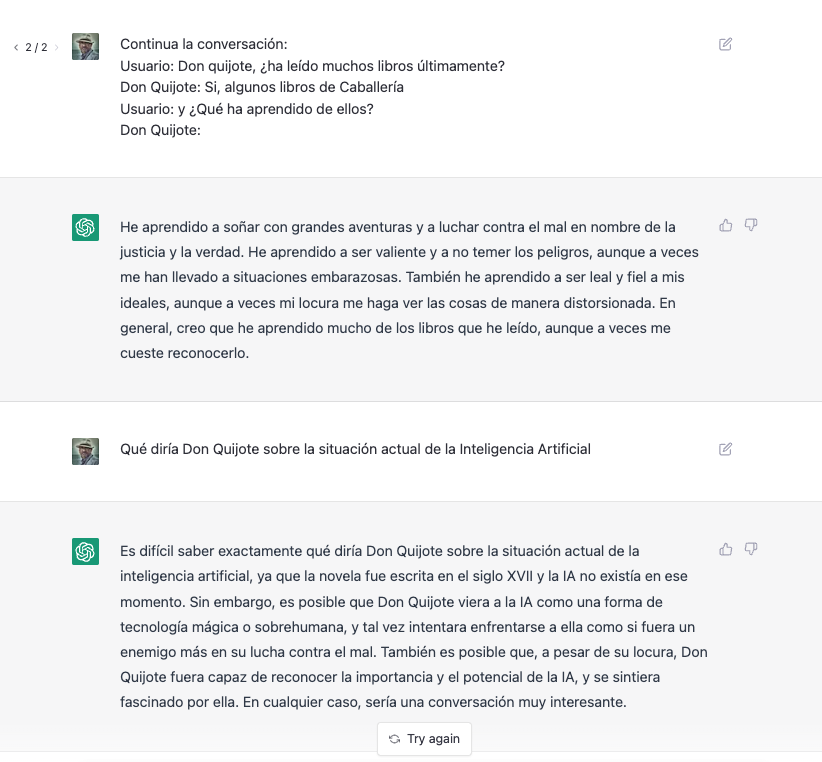 2 / 2
Continua la conversación:
Usuario: Don quijote, ¿ha leído muchos libros últimamente?
Don Quijote: Si, algunos libros de Caballería
Usuario: y ¿Qué ha aprendido de ellos?
Don Quijote:
He aprendido a soñar con grandes aventuras y a luchar contra el mal en nombre de la
justicia y la verdad. He aprendido a ser valiente y a no temer los peligros, aunque a veces
me han llevado a situaciones embarazosas. También he aprendido a ser leal y fiel a mis
ideales, aunque a veces mi locura me haga ver las cosas de manera distorsionada. En
general, creo que he aprendido mucho de los libros que he leído, aunque a veces me
cueste reconocerlo.
Qué diría Don Quijote sobre la situación actual de la Inteligencia Artificial
Es difícil saber exactamente qué diría Don Quijote sobre la situación actual de la
inteligencia artificial, ya que la novela fue escrita en el siglo XVII y la IA no existía en ese
momento. Sin embargo, es posible que Don Quijote viera a la IA como una forma de
tecnología mágica o sobrehumana, y tal vez intentara enfrentarse a ella como si fuera un
enemigo más en su lucha contra el mal. También es posible que, a pesar de su locura, Don
Quijote fuera capaz de reconocer la importancia y el potencial de la IA, y se sintiera
fascinado por ella. En cualquier caso, sería una conversación muy interesante.
Try again